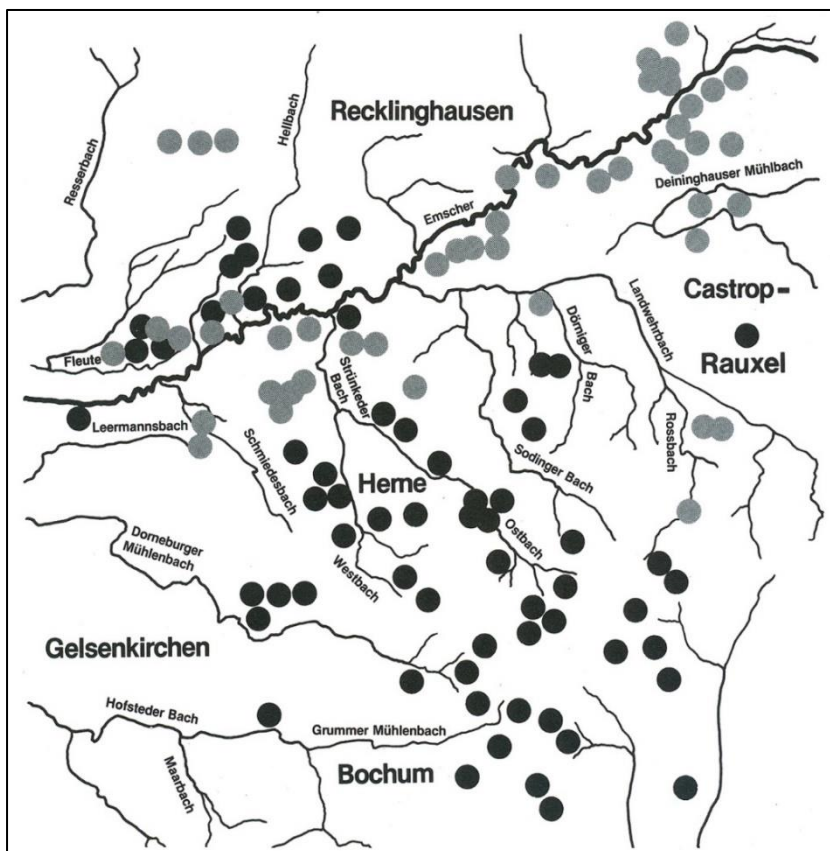 Recklinghausen
Resserbach
Hellbach
Emscher
Deininghauser Mühlbach
Castrop-
Rauxel
Landwehrbach
Fleute
Strünkeder
Bach
Dörniger
Bach
Rossbach
Leermannsbach
Schmiedesbach
Herne
Sodinger Bach
Ostbach
Dorneburger
Mühlenbach
Westbach
Gelsenkirchen
Hofsteder Bach
Grummer Mühlenbach
Maarbach
Bochum